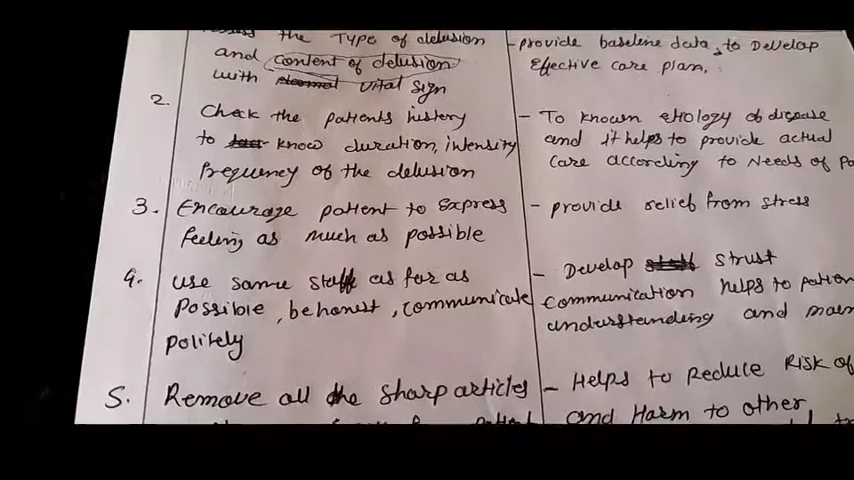 the Type of delusion
and content of delusion
with vital sign
- provide baseline data, to Develop
Effective care plan,
2. Check the patients history
to know duration, intensity
frequency of the delusion
- To known etiology of disease
and it helps to provide actual
care according to Needs of
3. Encourage patient to Express
feeling as much as possible
- provide relief from stress
4. use same staff as far as
possible, be honest, communicate
politely
- Develop strust
communication helps to
understanding and
5. Remove all the sharp articles
- Helps to Reduce Risk of
and Harm to other